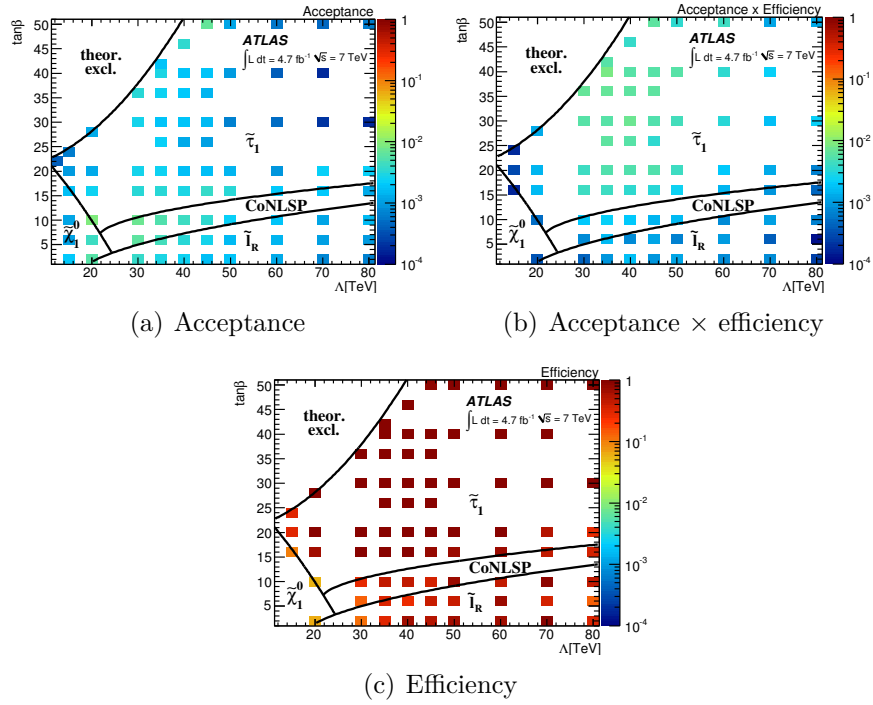 Acceptance
tanβ
50
45
40
35
30
25
20
15
10
5
theor.
excl.
ATLAS
∫L dt = 4.7 fb⁻¹ √s = 7 TeV
τ̃₁
CoNLSP
χ̃₁⁰
l̃_R
20 30 40 50 60 70 80
Λ[TeV]
1
10⁻¹
10⁻²
10⁻³
10⁻⁴
(a) Acceptance
Acceptance x Efficiency
tanβ
50
45
40
35
30
25
20
15
10
5
theor.
excl.
ATLAS
∫L dt = 4.7 fb⁻¹ √s = 7 TeV
τ̃₁
CoNLSP
χ̃₁⁰
l̃_R
20 30 40 50 60 70 80
Λ[TeV]
1
10⁻¹
10⁻²
10⁻³
10⁻⁴
(b) Acceptance × efficiency
Efficiency
tanβ
50
45
40
35
30
25
20
15
10
5
theor.
excl.
ATLAS
∫L dt = 4.7 fb⁻¹ √s = 7 TeV
τ̃₁
CoNLSP
χ̃₁⁰
l̃_R
20 30 40 50 60 70 80
Λ[TeV]
1
10⁻¹
10⁻²
10⁻³
10⁻⁴
(c) Efficiency